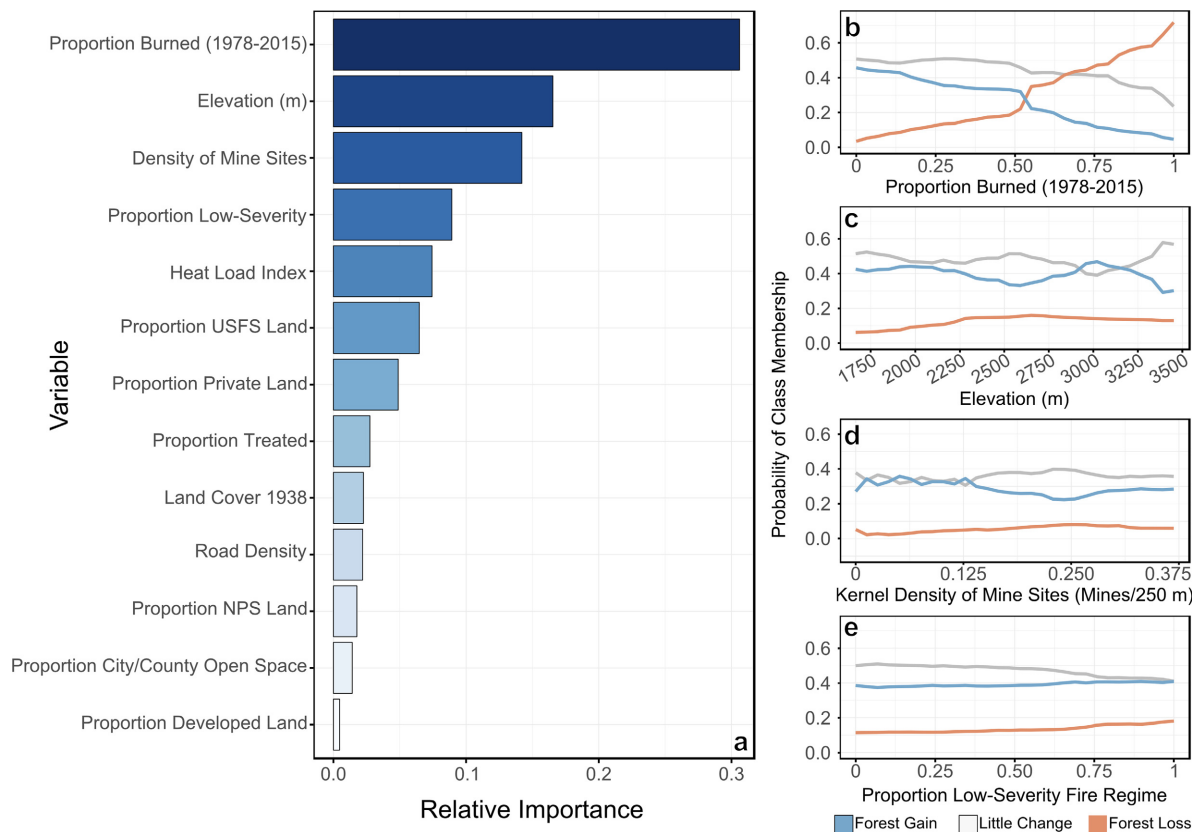 Variable
Proportion Burned (1978-2015)
Elevation (m)
Density of Mine Sites
Proportion Low-Severity
Heat Load Index
Proportion USFS Land
Proportion Private Land
Proportion Treated
Land Cover 1938
Road Density
Proportion NPS Land
Proportion City/County Open Space
Proportion Developed Land
a
0.0 0.1 0.2 0.3
Relative Importance
Probability of Class Membership
b
0.6
0.4
0.2
0.0
0 0.25 0.50 0.75 1
Proportion Burned (1978-2015)
c
0.6
0.4
0.2
0.0
1750 2000 2250 2500 2750 3000 3250 3500
Elevation (m)
d
0.6
0.4
0.2
0.0
0 0.125 0.250 0.375
Kernel Density of Mine Sites (Mines/250 m)
e
0.6
0.4
0.2
0.0
0 0.25 0.50 0.75 1
Proportion Low-Severity Fire Regime
Forest Gain Little Change Forest Loss